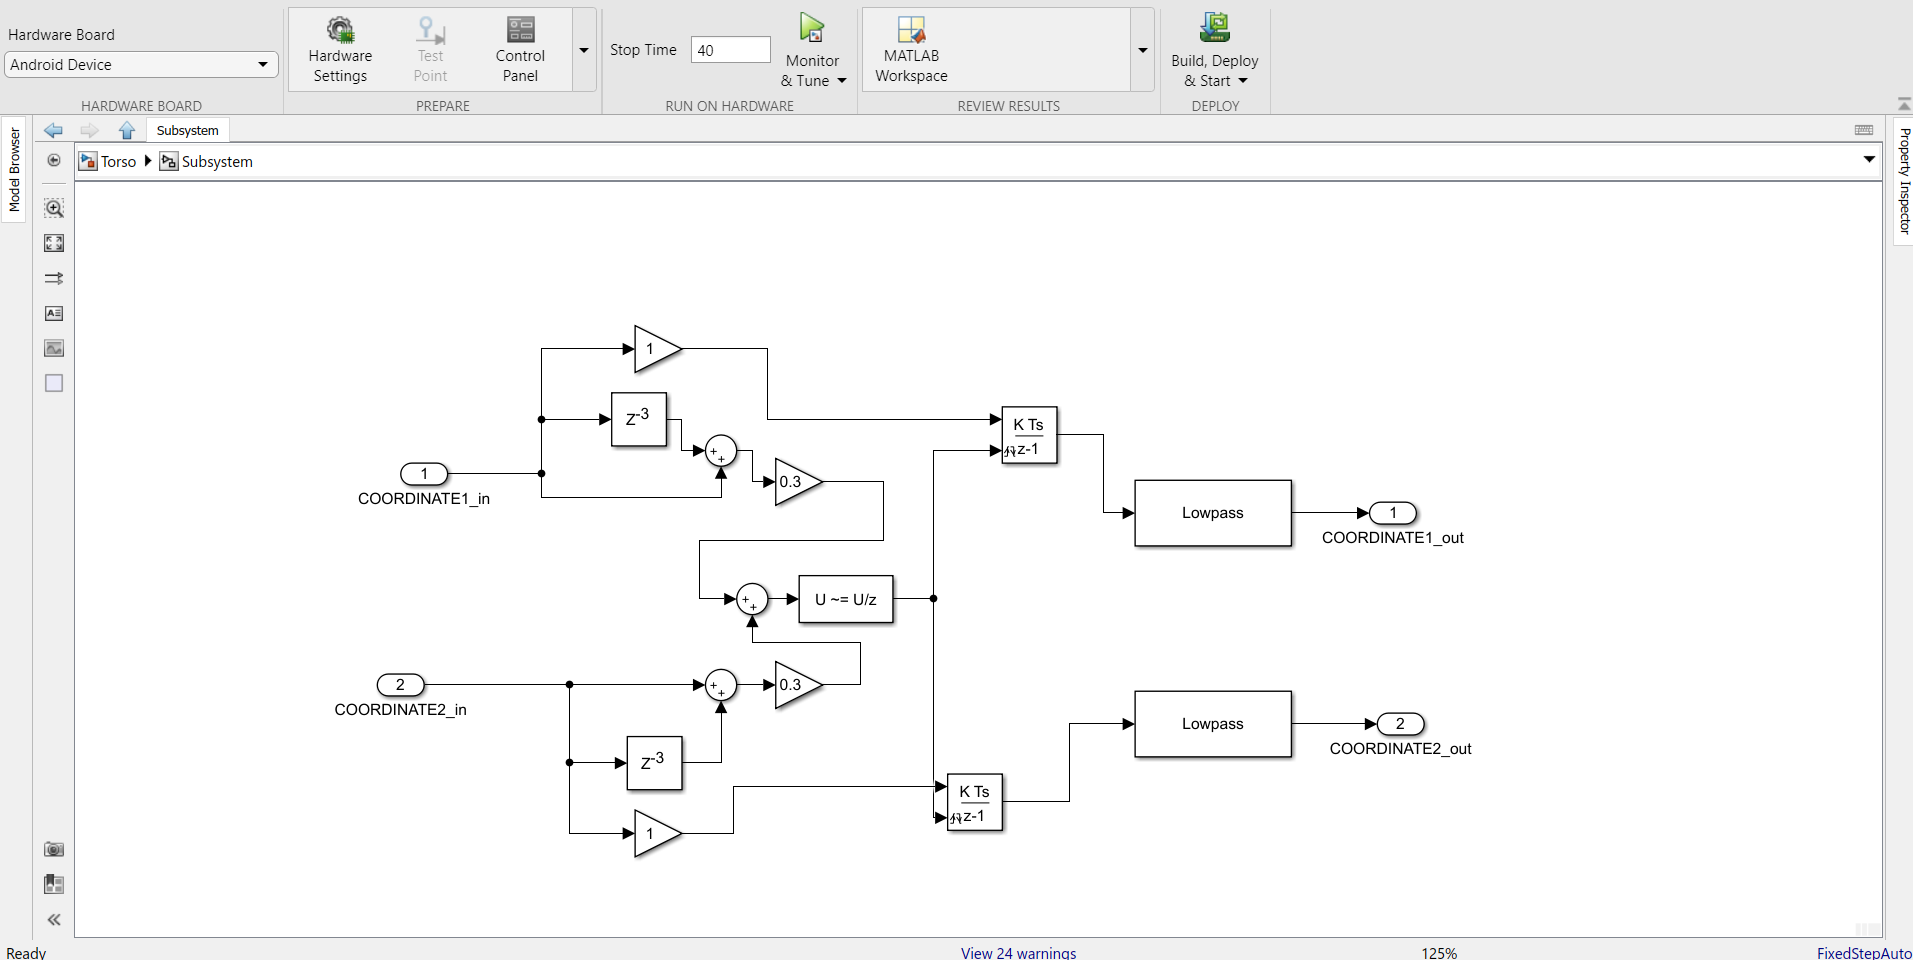 Hardware Board
Android Device
HARDWARE BOARD
Hardware
Settings
Test
Point
Control
Panel
PREPARE
Stop Time
40
Monitor
& Tune
RUN ON HARDWARE
MATLAB
Workspace
REVIEW RESULTS
Build, Deploy
& Start
DEPLOY
Model Browser
Property Inspector
Subsystem
Torso
Subsystem
1
Z-3
+
+
1
COORDINATE1_in
0.3
K Ts
z-1
Lowpass
1
COORDINATE1_out
+
+
U ~= U/z
2
COORDINATE2_in
+
+
0.3
Z-3
1
K Ts
z-1
Lowpass
2
COORDINATE2_out
Ready
View 24 warnings
125%
FixedStepAuto